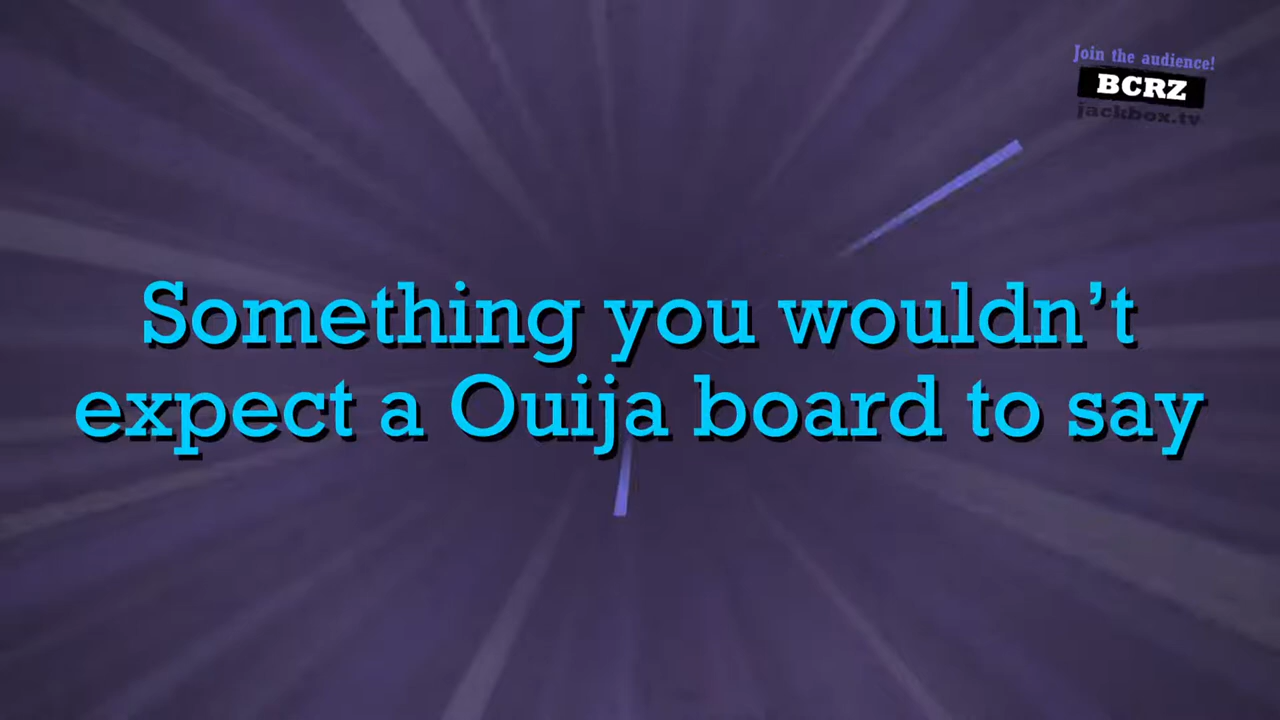 Join the audience!
BCRZ
jackbox.tv
Something you wouldn’t
expect a Ouija board to say